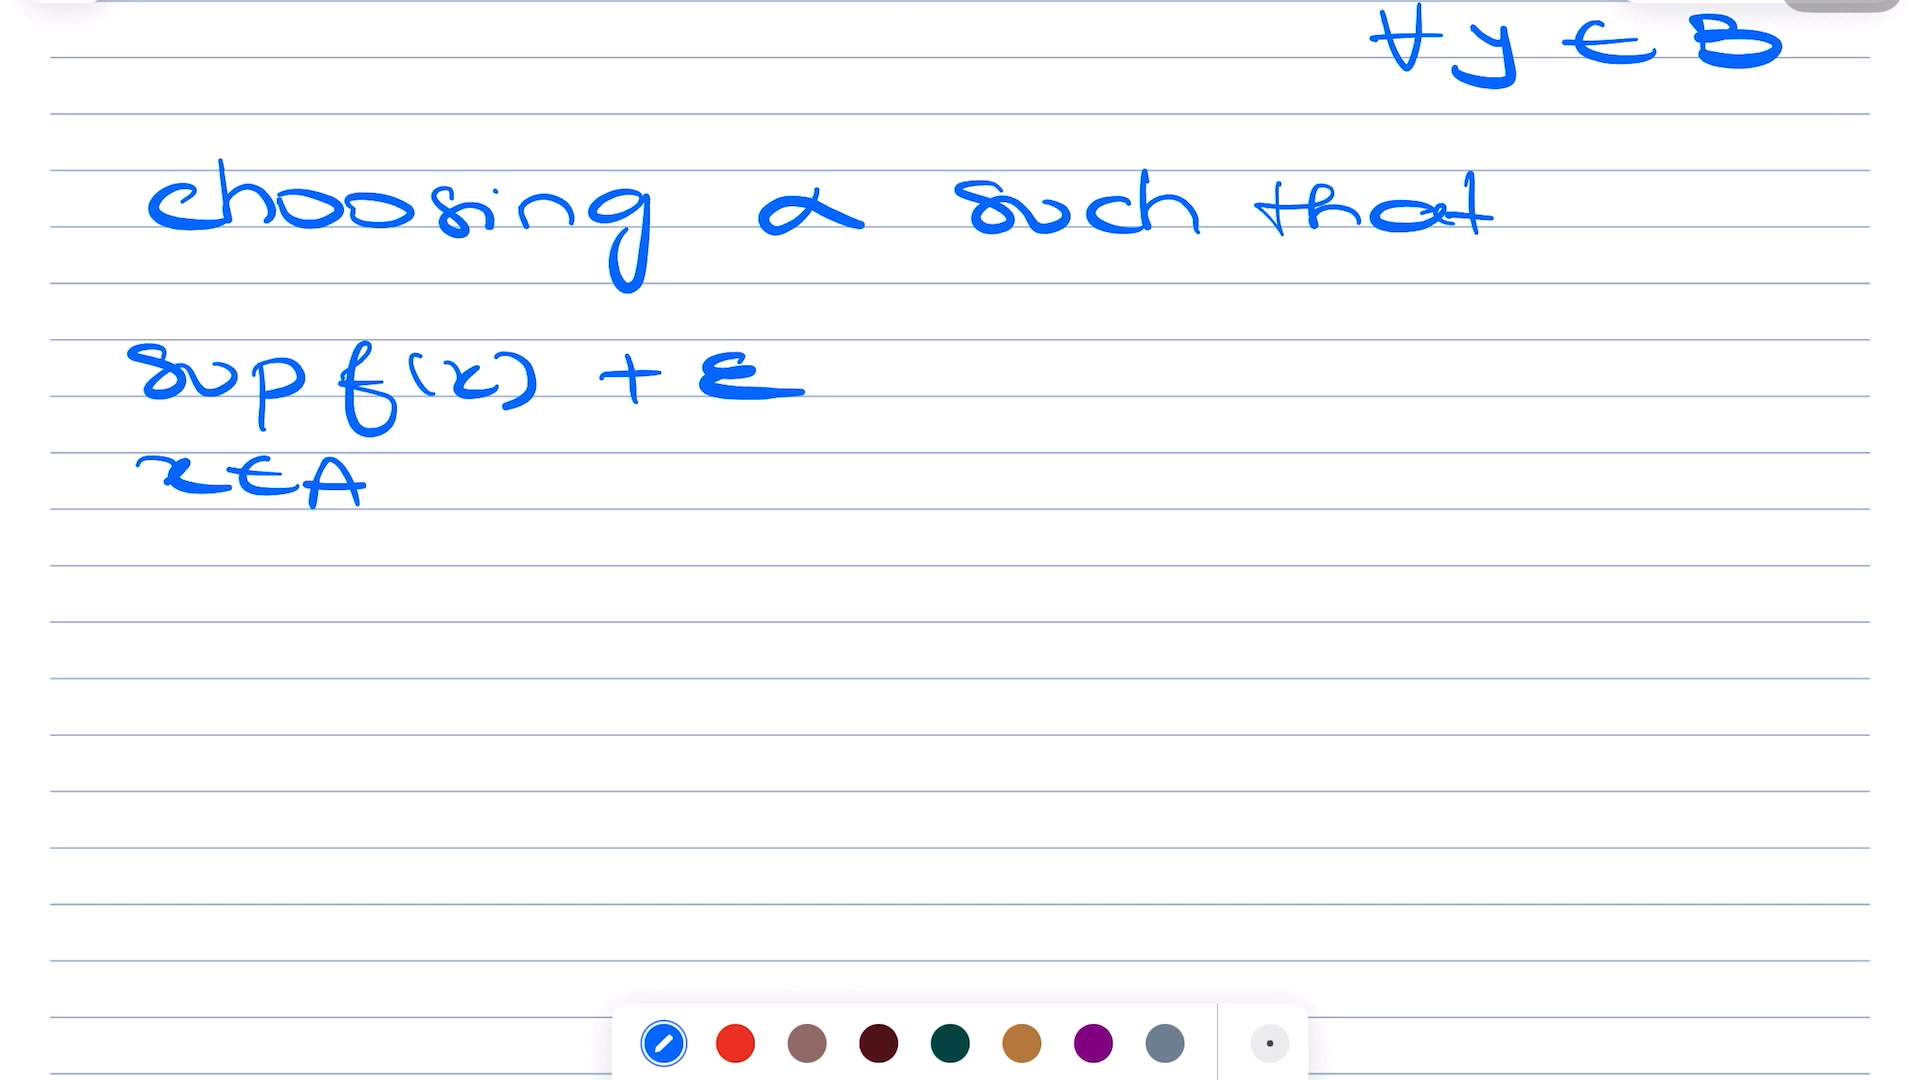 ∀ y ∈ B
choosing α such that
sup f(x) + ε
x ∈ A